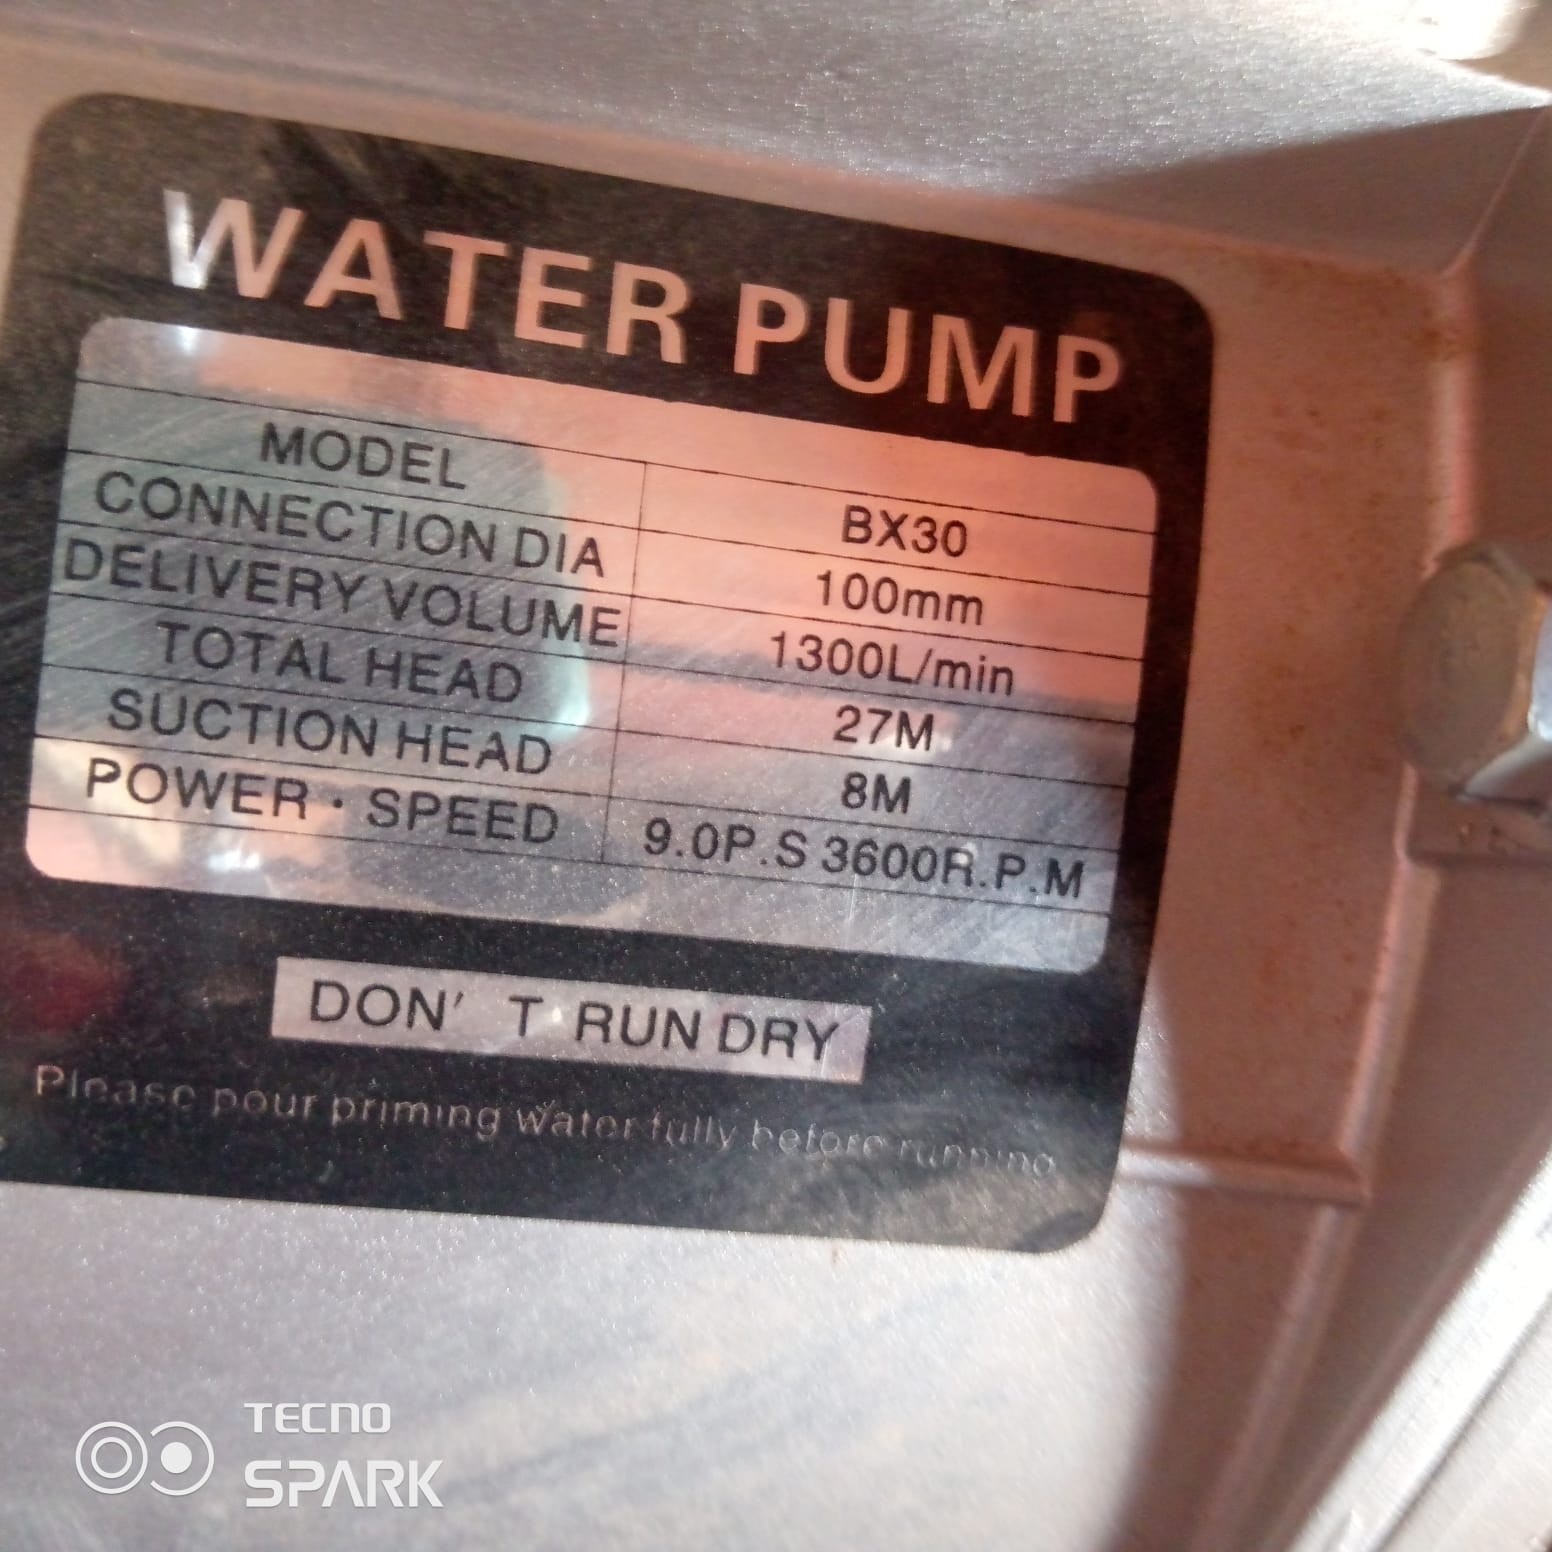 WATER PUMP
MODEL BX30
CONNECTION DIA 100mm
DELIVERY VOLUME 1300L/min
TOTAL HEAD 27M
SUCTION HEAD 8M
POWER · SPEED 9.0P.S 3600R.P.M
DON' T RUN DRY
Please pour priming water fully before running
TECNO
SPARK